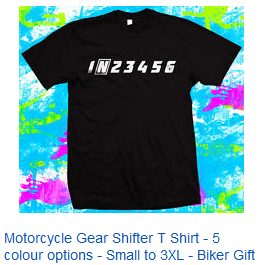 1N23456
Motorcycle Gear Shifter T Shirt - 5
colour options - Small to 3XL - Biker Gift